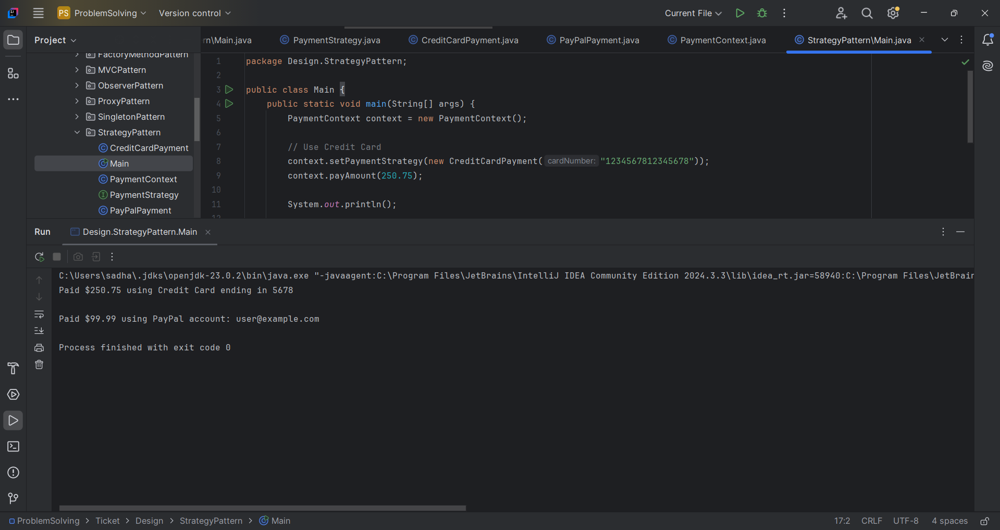 PS ProblemSolving Version control Current File
Project
rn\Main.java PaymentStrategy.java CreditCardPayment.java PayPalPayment.java PaymentContext.java StrategyPattern\Main.java
FactoryMethodPattern
MVCPattern
ObserverPattern
ProxyPattern
SingletonPattern
StrategyPattern
CreditCardPayment
Main
PaymentContext
PaymentStrategy
PayPalPayment
1 package Design.StrategyPattern;
2
3 public class Main {
4 public static void main(String[] args) {
5 PaymentContext context = new PaymentContext();
6
7 // Use Credit Card
8 context.setPaymentStrategy(new CreditCardPayment( cardNumber: "1234567812345678"));
9 context.payAmount(250.75);
10
11 System.out.println();
12
Run Design.StrategyPattern.Main
C:\Users\sadha\.jdks\openjdk-23.0.2\bin\java.exe "-javaagent:C:\Program Files\JetBrains\IntelliJ IDEA Community Edition 2024.3.3\lib\idea_rt.jar=58940:C:\Program Files\JetBrain
Paid $250.75 using Credit Card ending in 5678
Paid $99.99 using PayPal account: user@example.com
Process finished with exit code 0
ProblemSolving > Ticket > Design > StrategyPattern > Main 17:2 CRLF UTF-8 4 spaces